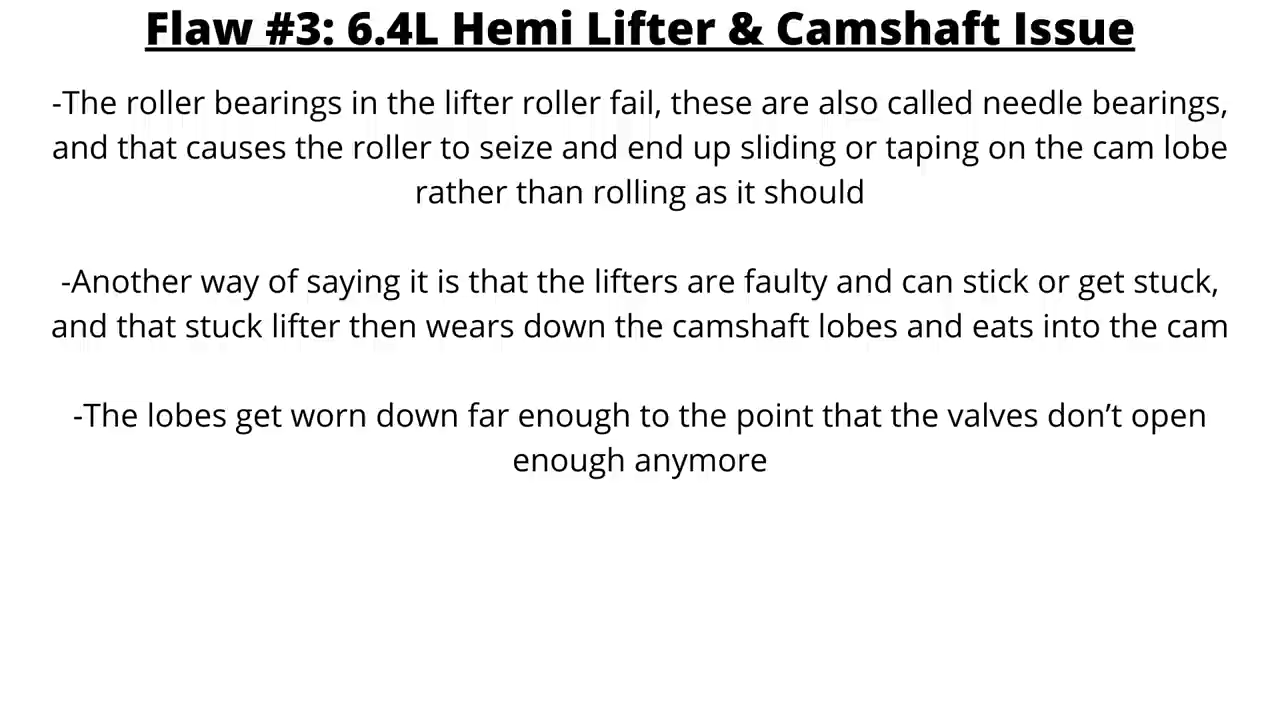 Flaw #3: 6.4L Hemi Lifter & Camshaft Issue
-The roller bearings in the lifter roller fail, these are also called needle bearings,
and that causes the roller to seize and end up sliding or taping on the cam lobe
rather than rolling as it should
-Another way of saying it is that the lifters are faulty and can stick or get stuck,
and that stuck lifter then wears down the camshaft lobes and eats into the cam
-The lobes get worn down far enough to the point that the valves don’t open
enough anymore